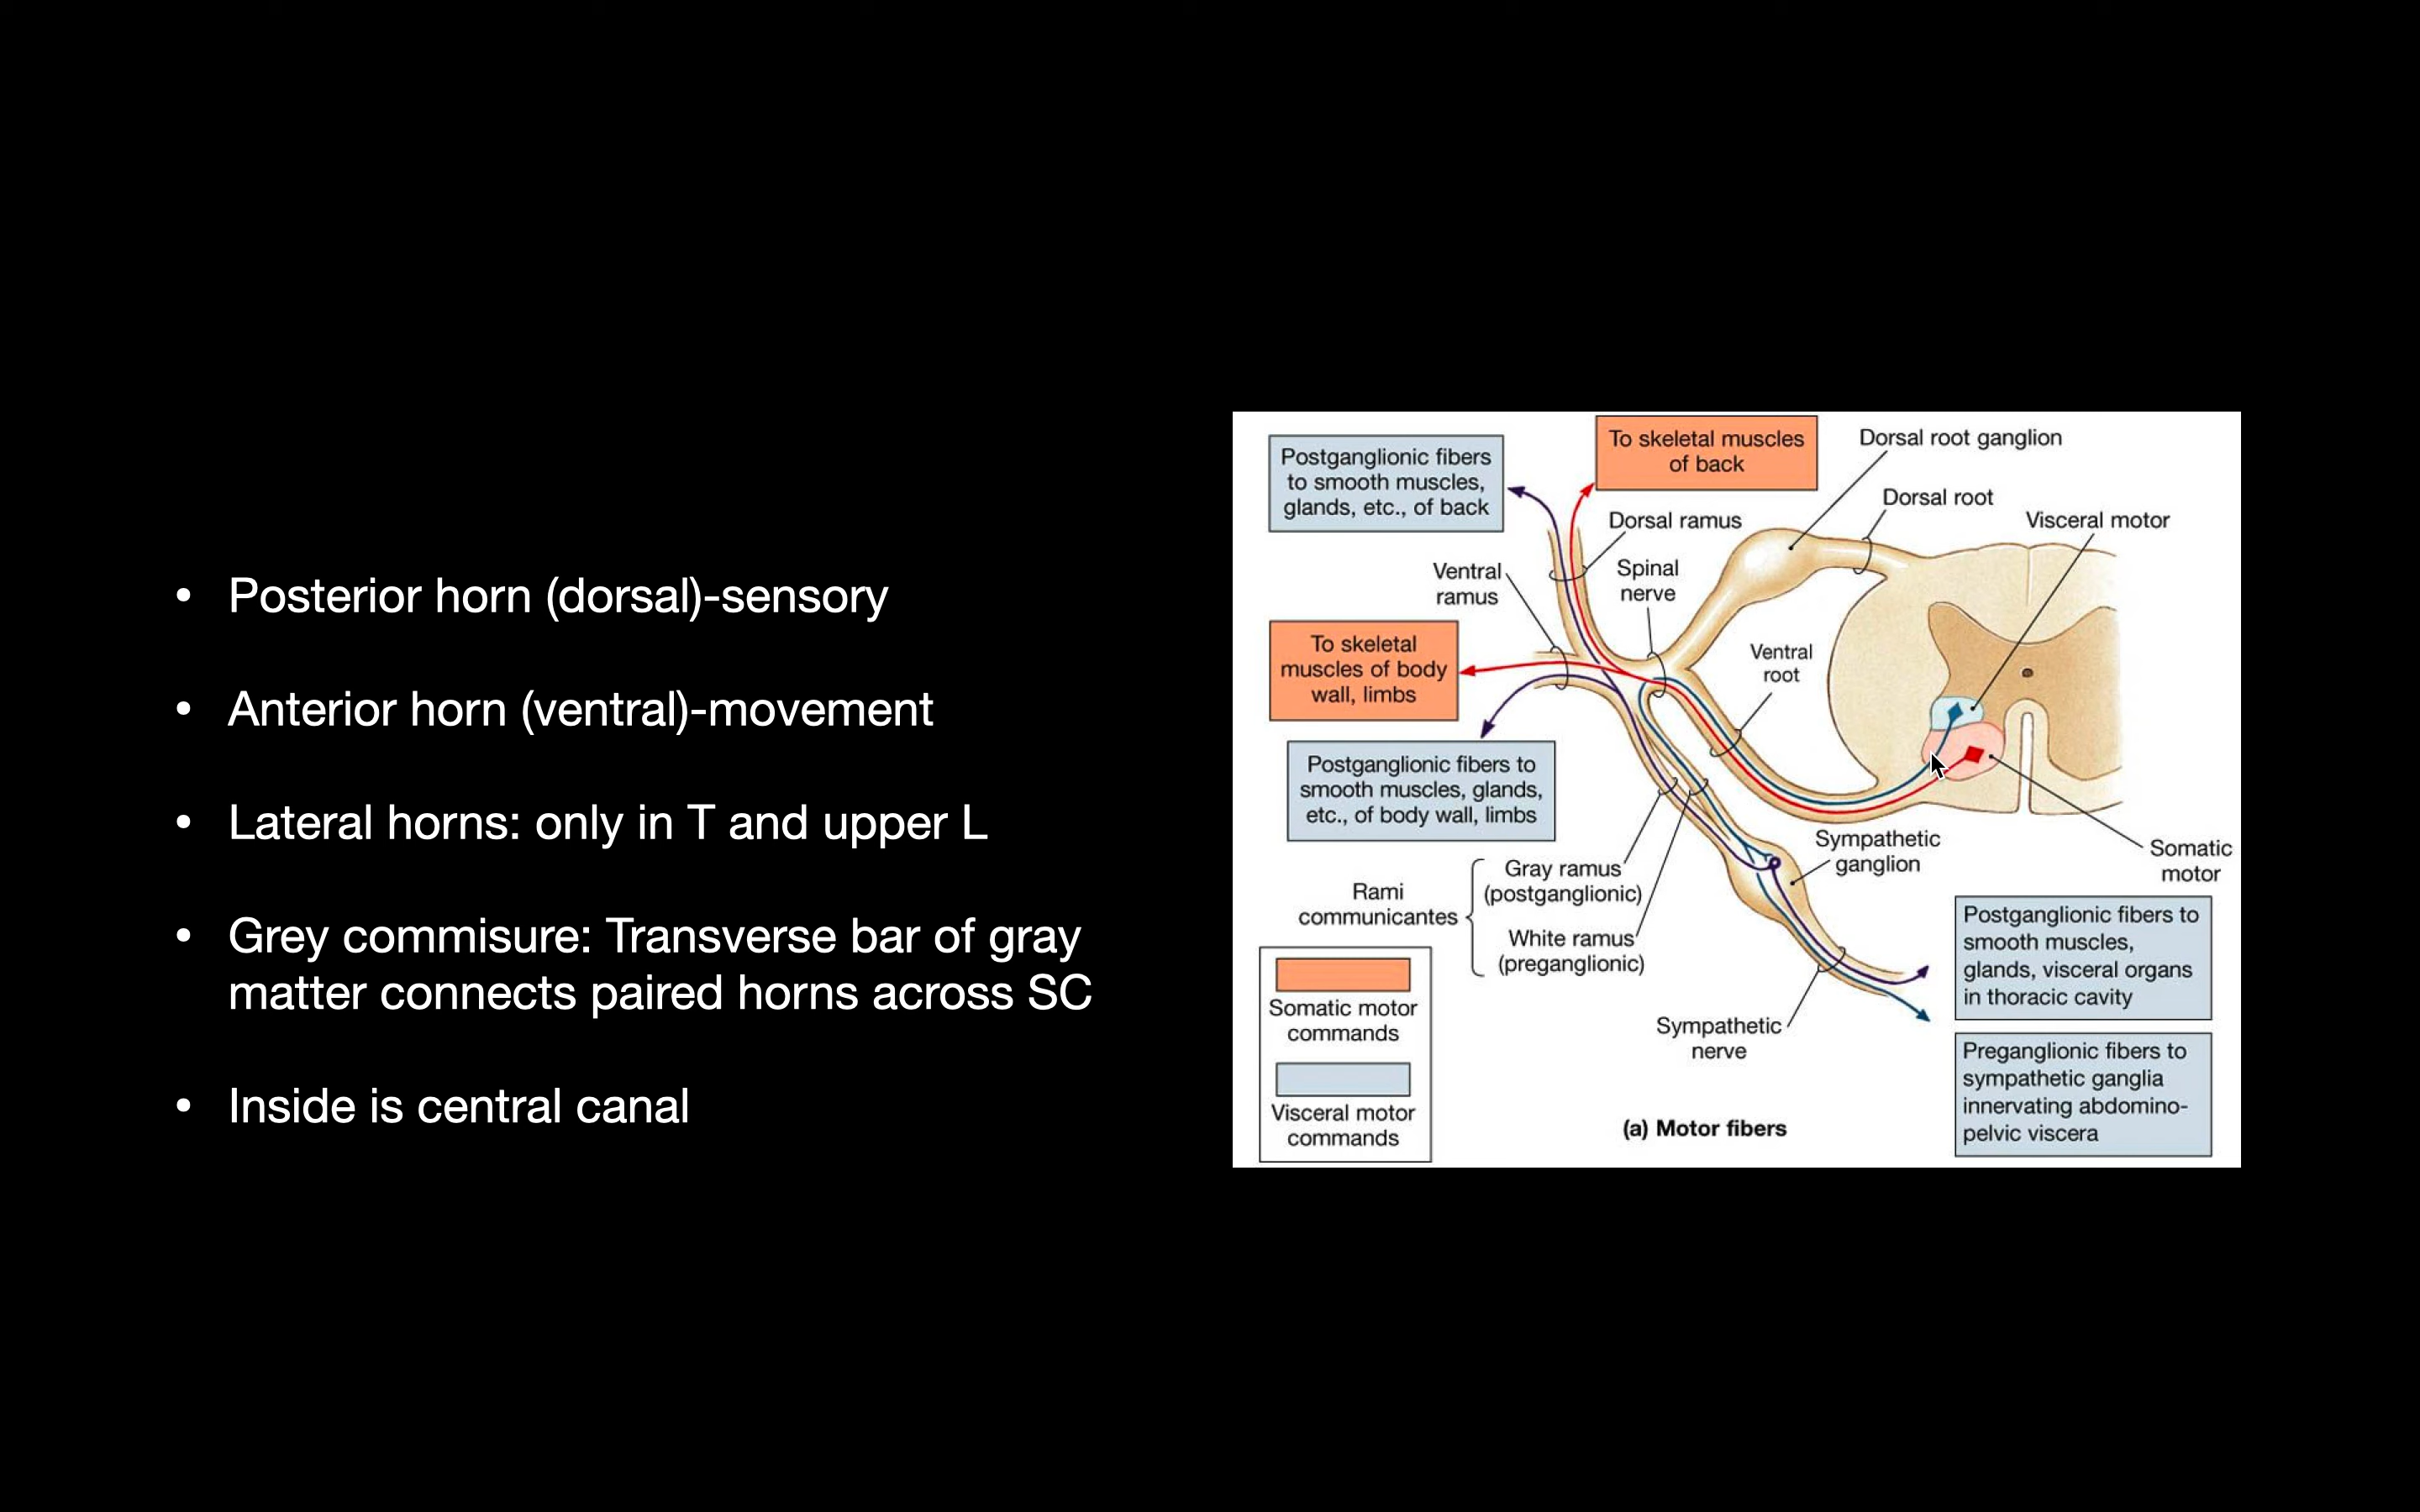 • Posterior horn (dorsal)-sensory
• Anterior horn (ventral)-movement
• Lateral horns: only in T and upper L
• Grey commisure: Transverse bar of gray
matter connects paired horns across SC
• Inside is central canal
Postganglionic fibers
to smooth muscles,
glands, etc., of back
To skeletal muscles
of back
Dorsal root ganglion
Dorsal root
Visceral motor
Dorsal ramus
Ventral
ramus
Spinal
nerve
To skeletal
muscles of body
wall, limbs
Ventral
root
Postganglionic fibers to
smooth muscles, glands,
etc., of body wall, limbs
Sympathetic
ganglion
Somatic
motor
Rami
communicantes
Gray ramus
(postganglionic)
White ramus
(preganglionic)
Postganglionic fibers to
smooth muscles,
glands, visceral organs
in thoracic cavity
Somatic motor
commands
Sympathetic
nerve
Preganglionic fibers to
sympathetic ganglia
innervating abdomino-
pelvic viscera
Visceral motor
commands
(a) Motor fibers